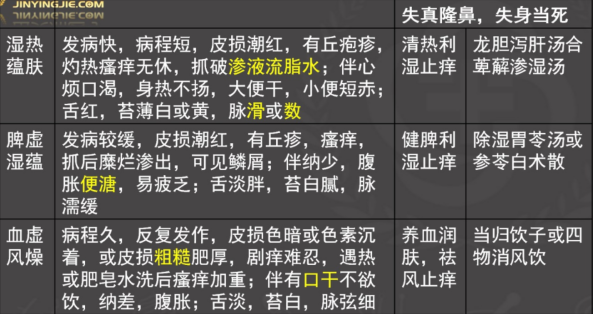 JINYINGJIE.COM
失真隆鼻，失身当死
湿热
蕴肤
发病快，病程短，皮损潮红，有丘疱疹，
灼热瘙痒无休，抓破渗液流脂水；伴心
烦口渴，身热不扬，大便干，小便短赤；
舌红，苔薄白或黄，脉滑或数
清热利
湿止痒
龙胆泻肝汤合
萆薢渗湿汤
脾虚
湿蕴
发病较缓，皮损潮红，有丘疹，瘙痒，
抓后糜烂渗出，可见鳞屑；伴纳少，腹
胀便溏，易疲乏；舌淡胖，苔白腻，脉
濡缓
健脾利
湿止痒
除湿胃苓汤或
参苓白术散
血虚
风燥
病程久，反复发作，皮损色暗或色素沉
着，或皮损粗糙肥厚，剧痒难忍，遇热
或肥皂水洗后瘙痒加重；伴有口干不欲
饮，纳差，腹胀；舌淡，苔白，脉弦细
养血润
肤，祛
风止痒
当归饮子或四
物消风饮